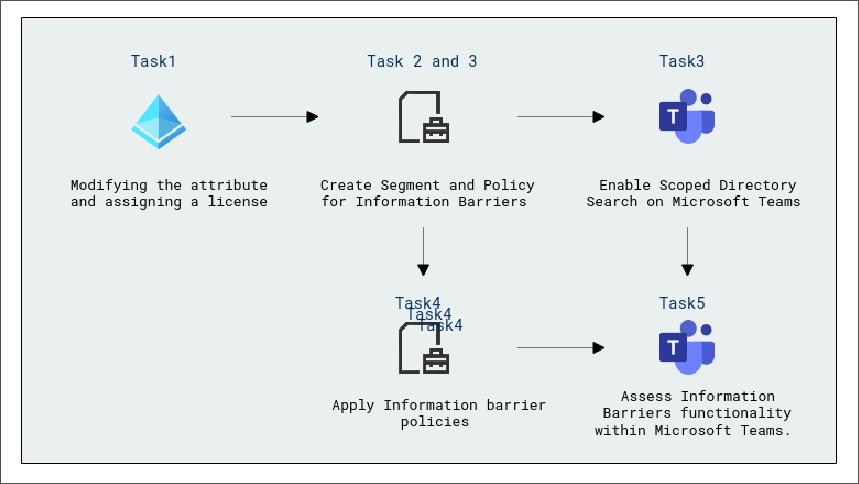 Task1
Task 2 and 3
Task3
T
Modifying the attribute
and assigning a license
Create Segment and Policy
for Information Barriers
Enable Scoped Directory
Search on Microsoft Teams
Task4
Task4
Task4
Task5
T
Apply Information barrier
policies
Assess Information
Barriers functionality
within Microsoft Teams.